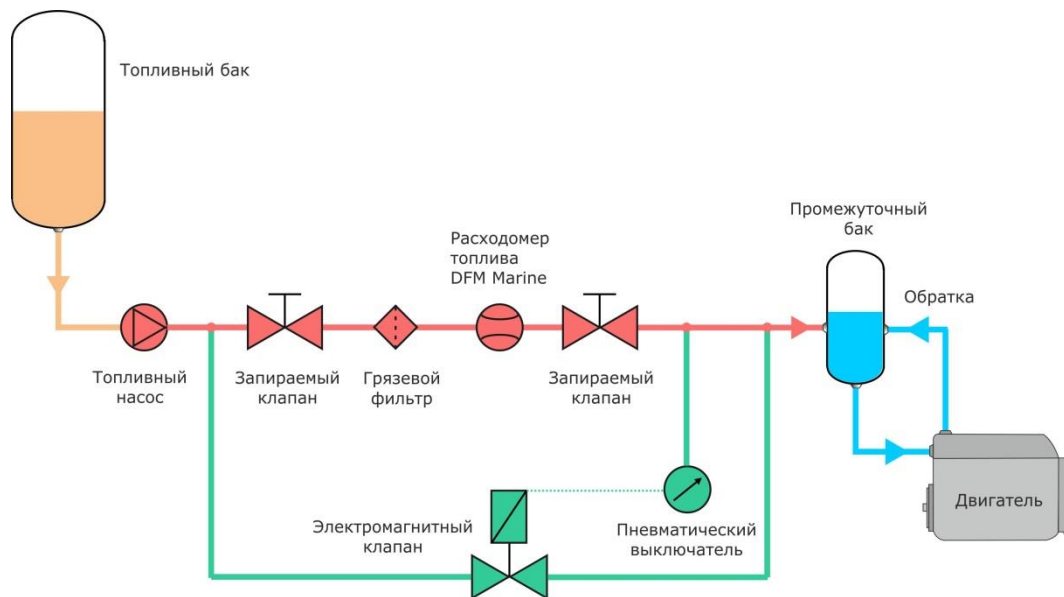 Топливный бак
Промежуточный
бак
Расходомер
топлива
DFM Marine
Обратка
Топливный
насос
Запираемый
клапан
Грязевой
фильтр
Запираемый
клапан
Двигатель
Электромагнитный
клапан
Пневматический
выключатель